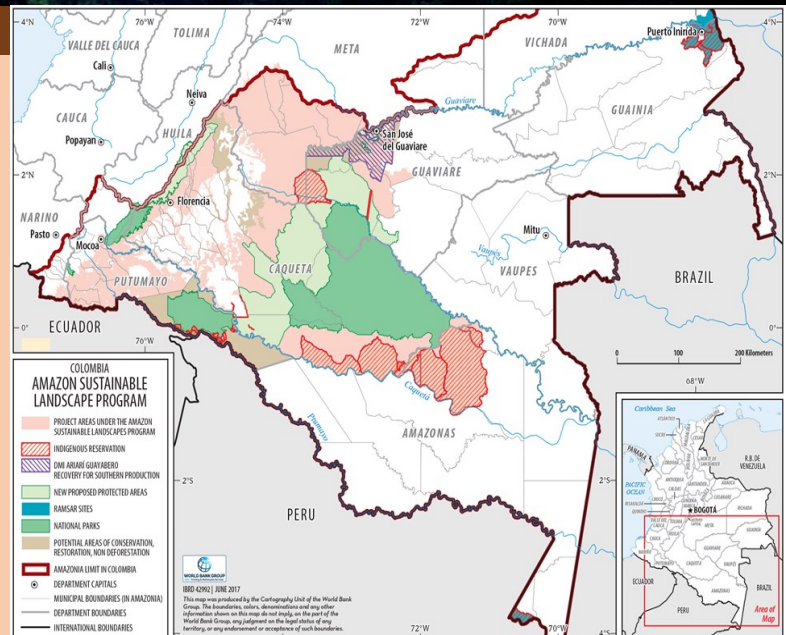 4°N
76°W
74°W
72°W
70°W
4°N
VALLE DEL CAUCA
TOLIMA
META
VICHADA
Puerto Inirida
Cali
Neiva
Guaviare
CAUCA
HUILA
GUAINIA
San José
del Guaviare
Popayan
2°N
GUAVIARE
2°N
NARINO
Florencia
Pasto
Mocoa
Mitu
Vaupés
CAQUETA
VAUPES
PUTUMAYO
BRAZIL
ECUADOR
0°
0°
70°W
0 100 200 Kilometers
68°W
Caquetá
Putumayo
AMAZONAS
2°S
2°S
PERU
72°W
70°W
4°S
COLOMBIA
AMAZON SUSTAINABLE
LANDSCAPE PROGRAM
PROJECT AREAS UNDER THE AMAZON
SUSTAINABLE LANDSCAPES PROGRAM
INDIGENOUS RESERVATION
DMI ARIARI GUAYABERO
RECOVERY FOR SOUTHERN PRODUCTION
NEW PROPOSED PROTECTED AREAS
RAMSAR SITES
NATIONAL PARKS
POTENTIAL AREAS OF CONSERVATION,
RESTORATION, NON DEFORESTATION
AMAZONIA LIMIT IN COLOMBIA
DEPARTMENT CAPITALS
MUNICIPAL BOUNDARIES (IN AMAZONIA)
DEPARTMENT BOUNDARIES
INTERNATIONAL BOUNDARIES
WORLD BANK GROUP
IBRD 42992 | JUNE 2017
This map was produced by the Cartography Unit of the World Bank
Group. The boundaries, colors, denominations and any other
information shown on this map do not imply, on the part of the
World Bank Group, any judgment on the legal status of any
territory, or any endorsement or acceptance of such boundaries.
Caribbean Sea
PANAMA
R.B. DE
VENEZUELA
PACIFIC
OCEAN
BOGOTÁ
ECUADOR
PERU
BRAZIL
Area of
Map